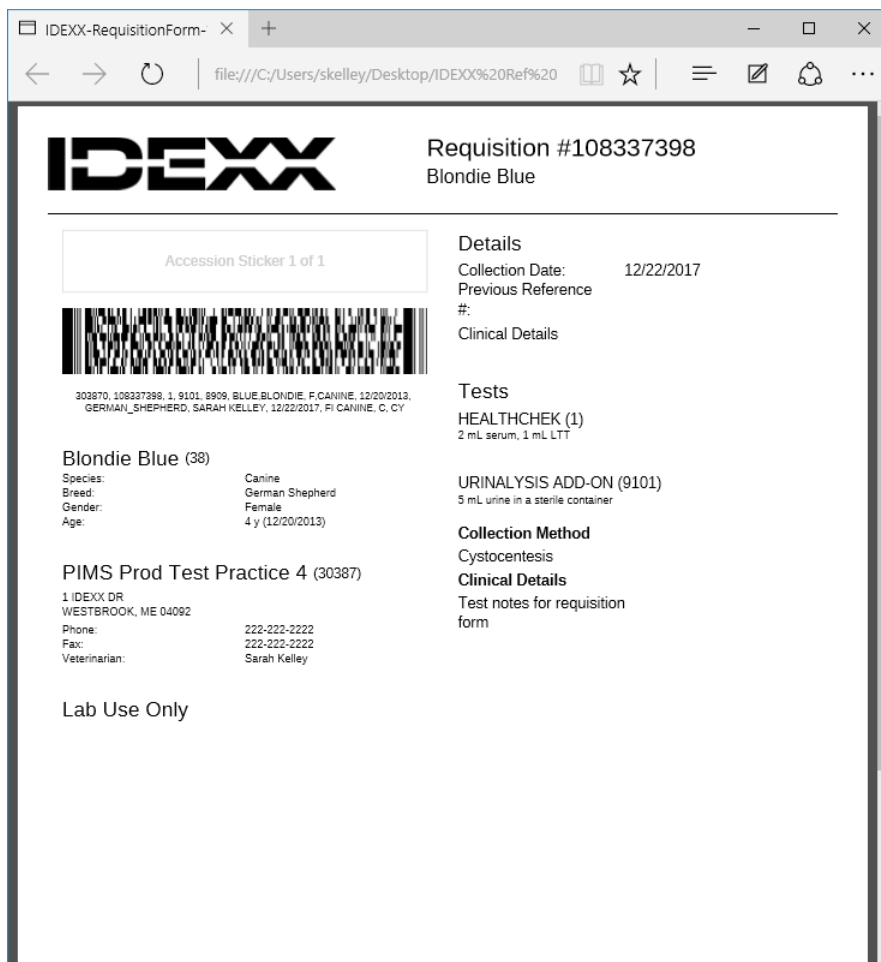 IDEXX-RequisitionForm-
file:///C:/Users/skelley/Desktop/IDEXX%20Ref%20
IDEXX
Requisition #108337398
Blondie Blue
Accession Sticker 1 of 1
303870, 108337398, 1, 9101, 8909, BLUE,BLONDIE, F,CANINE, 12/20/2013,
GERMAN_SHEPHERD, SARAH KELLEY, 12/22/2017, FI CANINE, C, CY
Blondie Blue (38)
Species: Canine
Breed: German Shepherd
Gender: Female
Age: 4 y (12/20/2013)
PIMS Prod Test Practice 4 (30387)
1 IDEXX DR
WESTBROOK, ME 04092
Phone: 222-222-2222
Fax: 222-222-2222
Veterinarian: Sarah Kelley
Lab Use Only
Details
Collection Date: 12/22/2017
Previous Reference
#:
Clinical Details
Tests
HEALTHCHEK (1)
2 mL serum, 1 mL LTT
URINALYSIS ADD-ON (9101)
5 mL urine in a sterile container
Collection Method
Cystocentesis
Clinical Details
Test notes for requisition
form